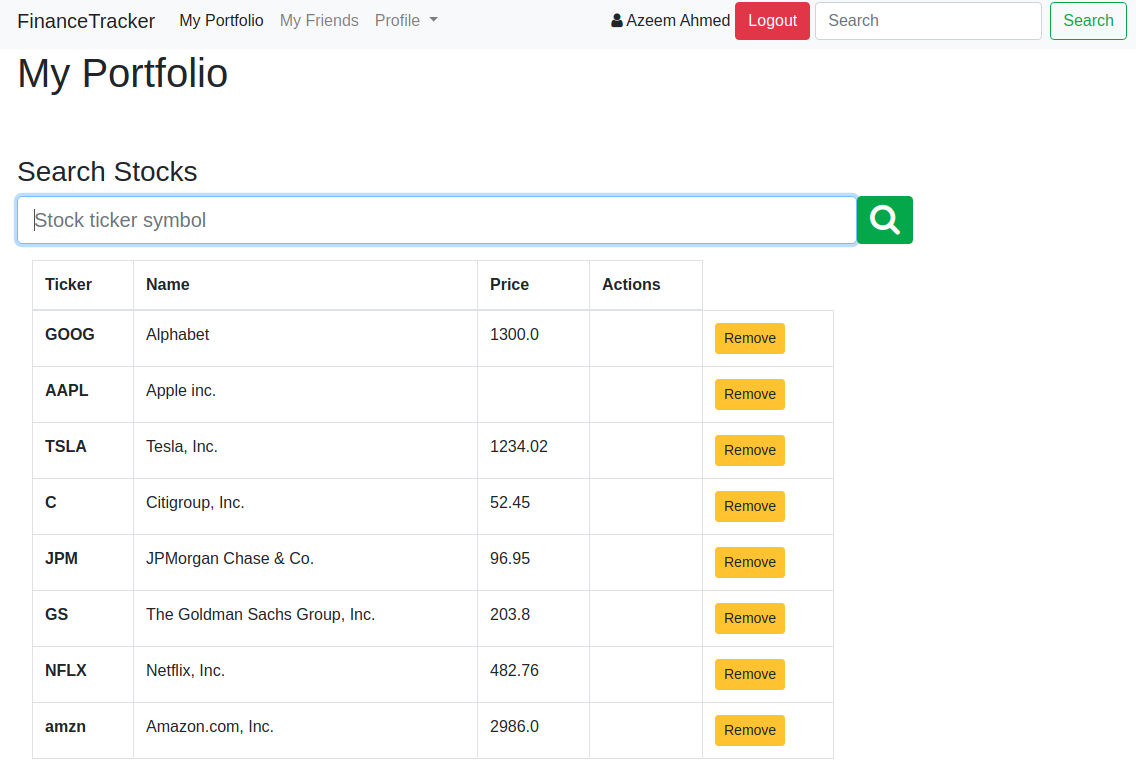 FinanceTracker My Portfolio My Friends Profile Azeem Ahmed Logout Search Search
My Portfolio
Search Stocks
Stock ticker symbol
Ticker Name Price Actions
GOOG Alphabet 1300.0 Remove
AAPL Apple inc. Remove
TSLA Tesla, Inc. 1234.02 Remove
C Citigroup, Inc. 52.45 Remove
JPM JPMorgan Chase & Co. 96.95 Remove
GS The Goldman Sachs Group, Inc. 203.8 Remove
NFLX Netflix, Inc. 482.76 Remove
amzn Amazon.com, Inc. 2986.0 Remove